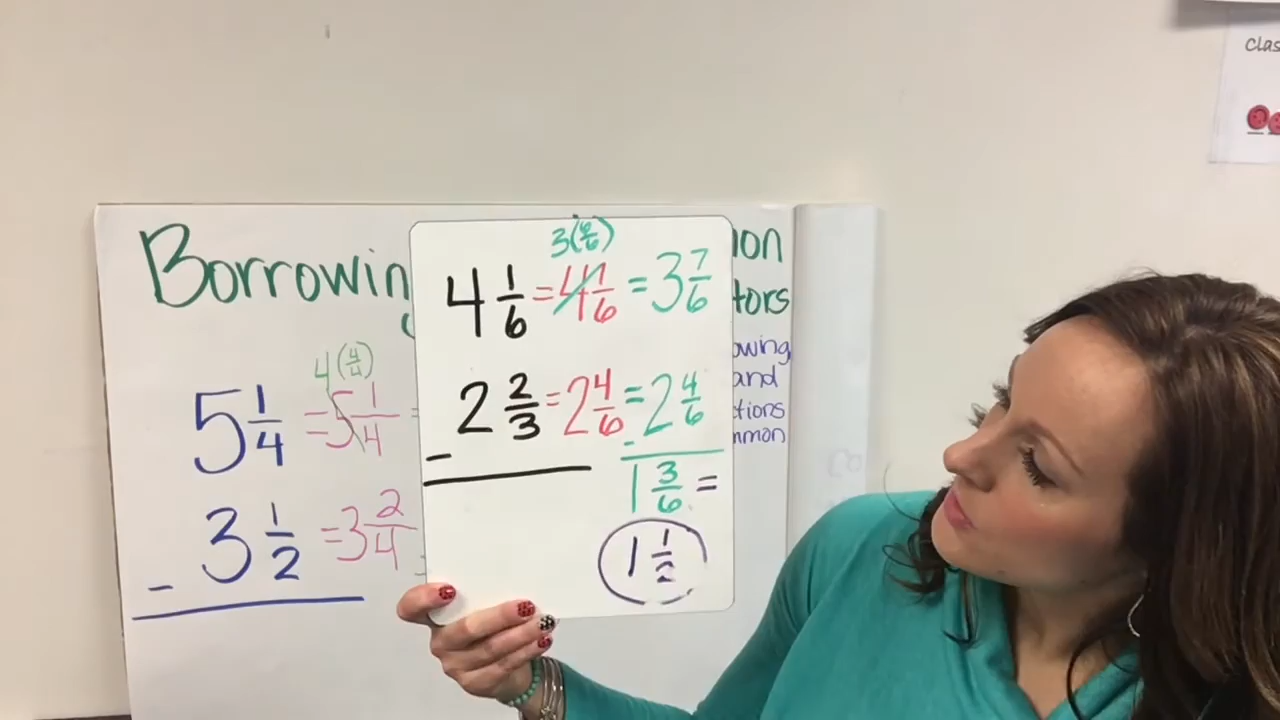 Clas
Borrowing
non
tors
owing
and
ctions
mmon
4(4/4)
5 1/4 = 5 1/4 =
- 3 1/2 = 3 2/4
3(6/6)
4 1/6 = 4 1/6 = 3 7/6
- 2 2/3 = 2 4/6 = - 2 4/6
1 3/6 =
1 1/2